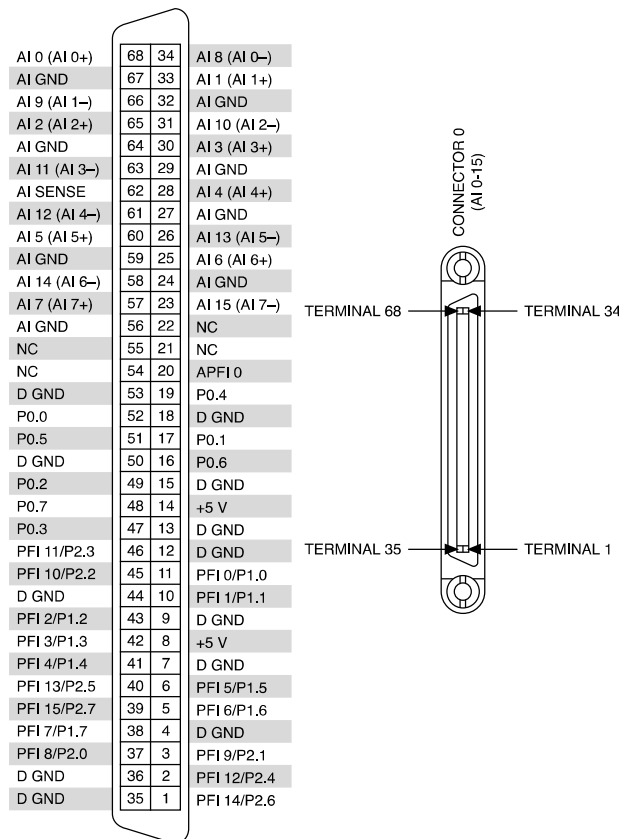 AI 0 (AI 0+) 68 34 AI 8 (AI 0–)
AI GND 67 33 AI 1 (AI 1+)
AI 9 (AI 1–) 66 32 AI GND
AI 2 (AI 2+) 65 31 AI 10 (AI 2–)
AI GND 64 30 AI 3 (AI 3+)
AI 11 (AI 3–) 63 29 AI GND
AI SENSE 62 28 AI 4 (AI 4+)
AI 12 (AI 4–) 61 27 AI GND
AI 5 (AI 5+) 60 26 AI 13 (AI 5–)
AI GND 59 25 AI 6 (AI 6+)
AI 14 (AI 6–) 58 24 AI GND
AI 7 (AI 7+) 57 23 AI 15 (AI 7–)
AI GND 56 22 NC
NC 55 21 NC
NC 54 20 APFI 0
D GND 53 19 P0.4
P0.0 52 18 D GND
P0.5 51 17 P0.1
D GND 50 16 P0.6
P0.2 49 15 D GND
P0.7 48 14 +5 V
P0.3 47 13 D GND
PFI 11/P2.3 46 12 D GND
PFI 10/P2.2 45 11 PFI 0/P1.0
D GND 44 10 PFI 1/P1.1
PFI 2/P1.2 43 9 D GND
PFI 3/P1.3 42 8 +5 V
PFI 4/P1.4 41 7 D GND
PFI 13/P2.5 40 6 PFI 5/P1.5
PFI 15/P2.7 39 5 PFI 6/P1.6
PFI 7/P1.7 38 4 D GND
PFI 8/P2.0 37 3 PFI 9/P2.1
D GND 36 2 PFI 12/P2.4
D GND 35 1 PFI 14/P2.6
CONNECTOR 0
(AI 0-15)
TERMINAL 68
TERMINAL 34
TERMINAL 35
TERMINAL 1